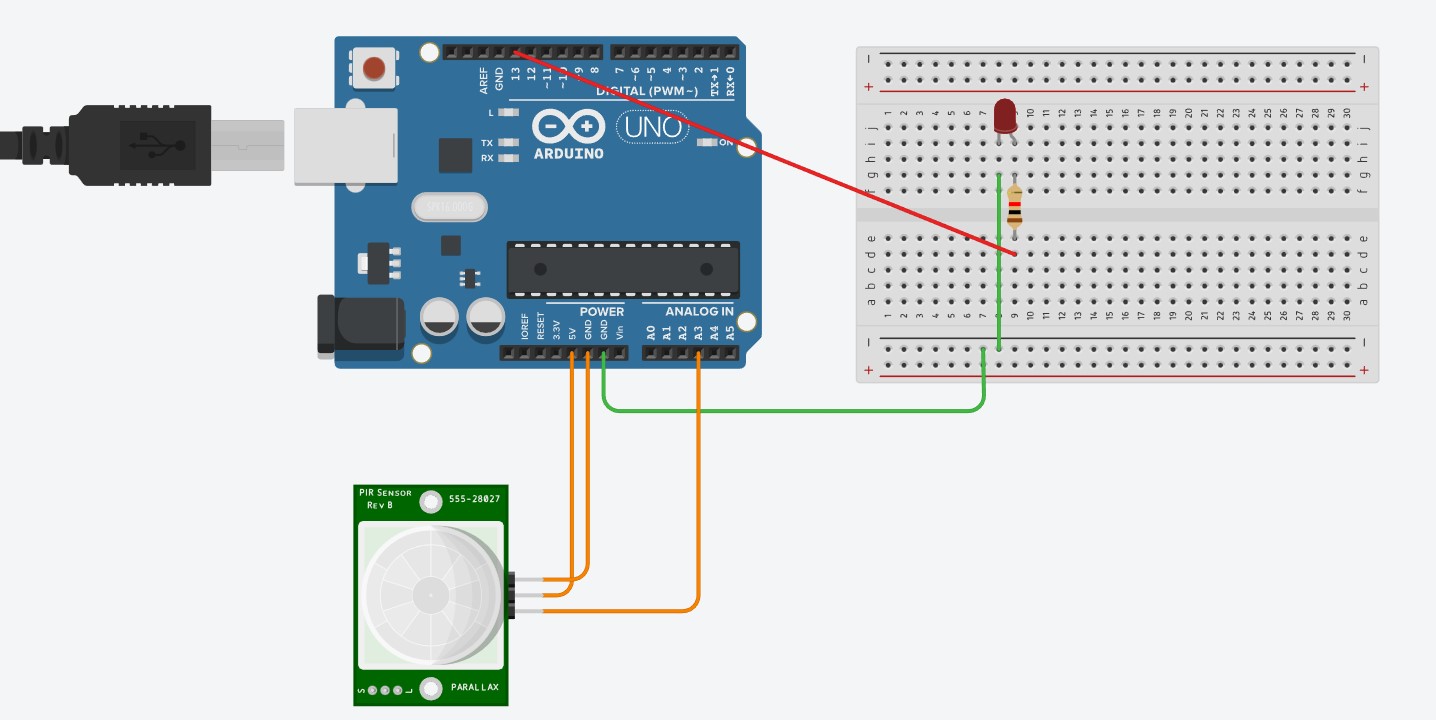 AREF
GND
13
12
~11
~10
9
8
7
~6
~5
4
~3
2
TX→1
RX←0
DIGITAL (PWM~)
L
TX
RX
ON
UNO
ARDUINO
POWER
ANALOG IN
IOREF
RESET
3.3V
5V
GND
GND
Vin
A0
A1
A2
A3
A4
A5
− −
+ +
1 2 3 4 5 6 7 9 10 11 12 13 14 15 16 17 18 19 20 21 22 23 24 25 26 27 28 29 30
j j
i i
h h
g g
f f
e e
d d
c c
b b
a a
1 2 3 4 5 6 7 8 9 10 11 12 13 14 15 16 17 18 19 20 21 22 23 24 25 26 27 28 29 30
− −
+ +
PIR SENSOR
REV B
555-28027
S L
PARALLAX